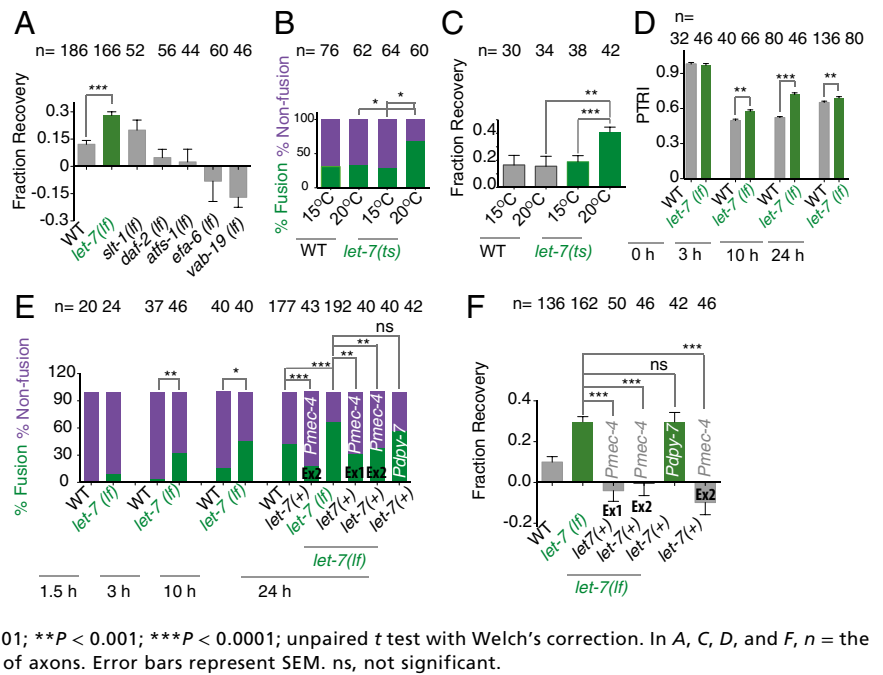 A
n= 186 166 52 56 44 60 46
Fraction Recovery
0.3
0.15
0
-0.15
-0.3
***
WT
let-7(lf)
slt-1(lf)
daf-2 (lf)
atfs-1(lf)
efa-6 (lf)
vab-19 (lf)
B
n= 76 62 64 60
% Fusion % Non-fusion
100
50
0
* *
15°C 20°C 15°C 20°C
WT let-7(ts)
C
n= 30 34 38 42
Fraction Recovery
0.4
0.2
0.0
**
***
15°C 20°C 15°C 20°C
WT let-7(ts)
D
n=
32 46 40 66 80 46 136 80
PTRI
0.9
0.6
0.3
0.0
** *** **
WT let-7 (lf) WT let-7 (lf) WT let-7 (lf) WT let-7 (lf)
0 h 3 h 10 h 24 h
E
n= 20 24 37 46 40 40 177 43 192 40 40 42
% Fusion % Non-fusion
120
90
60
30
0
ns
**
** * *** **
***
Pmec-4 Pmec-4 Pmec-4 Pdpy-7
Ex2 Ex1 Ex2
WT let-7 (lf) WT let-7 (lf) WT let-7 (lf) WT let7(+) let-7 (lf) let7(+) let-7(+) let-7(+)
let-7(lf)
1.5 h 3 h 10 h 24 h
F
n= 136 162 50 46 42 46
Fraction Recovery
0.4
0.2
0.0
-0.2
***
ns
***
***
Pmec-4 Pmec-4 Pdpy-7 Pmec-4
Ex1 Ex2 Ex2
WT let-7 (lf) let7(+) let-7(+) let-7(+) let-7(+)
let-7(lf)
01; **P < 0.001; ***P < 0.0001; unpaired t test with Welch's correction. In A, C, D, and F, n = the
of axons. Error bars represent SEM. ns, not significant.